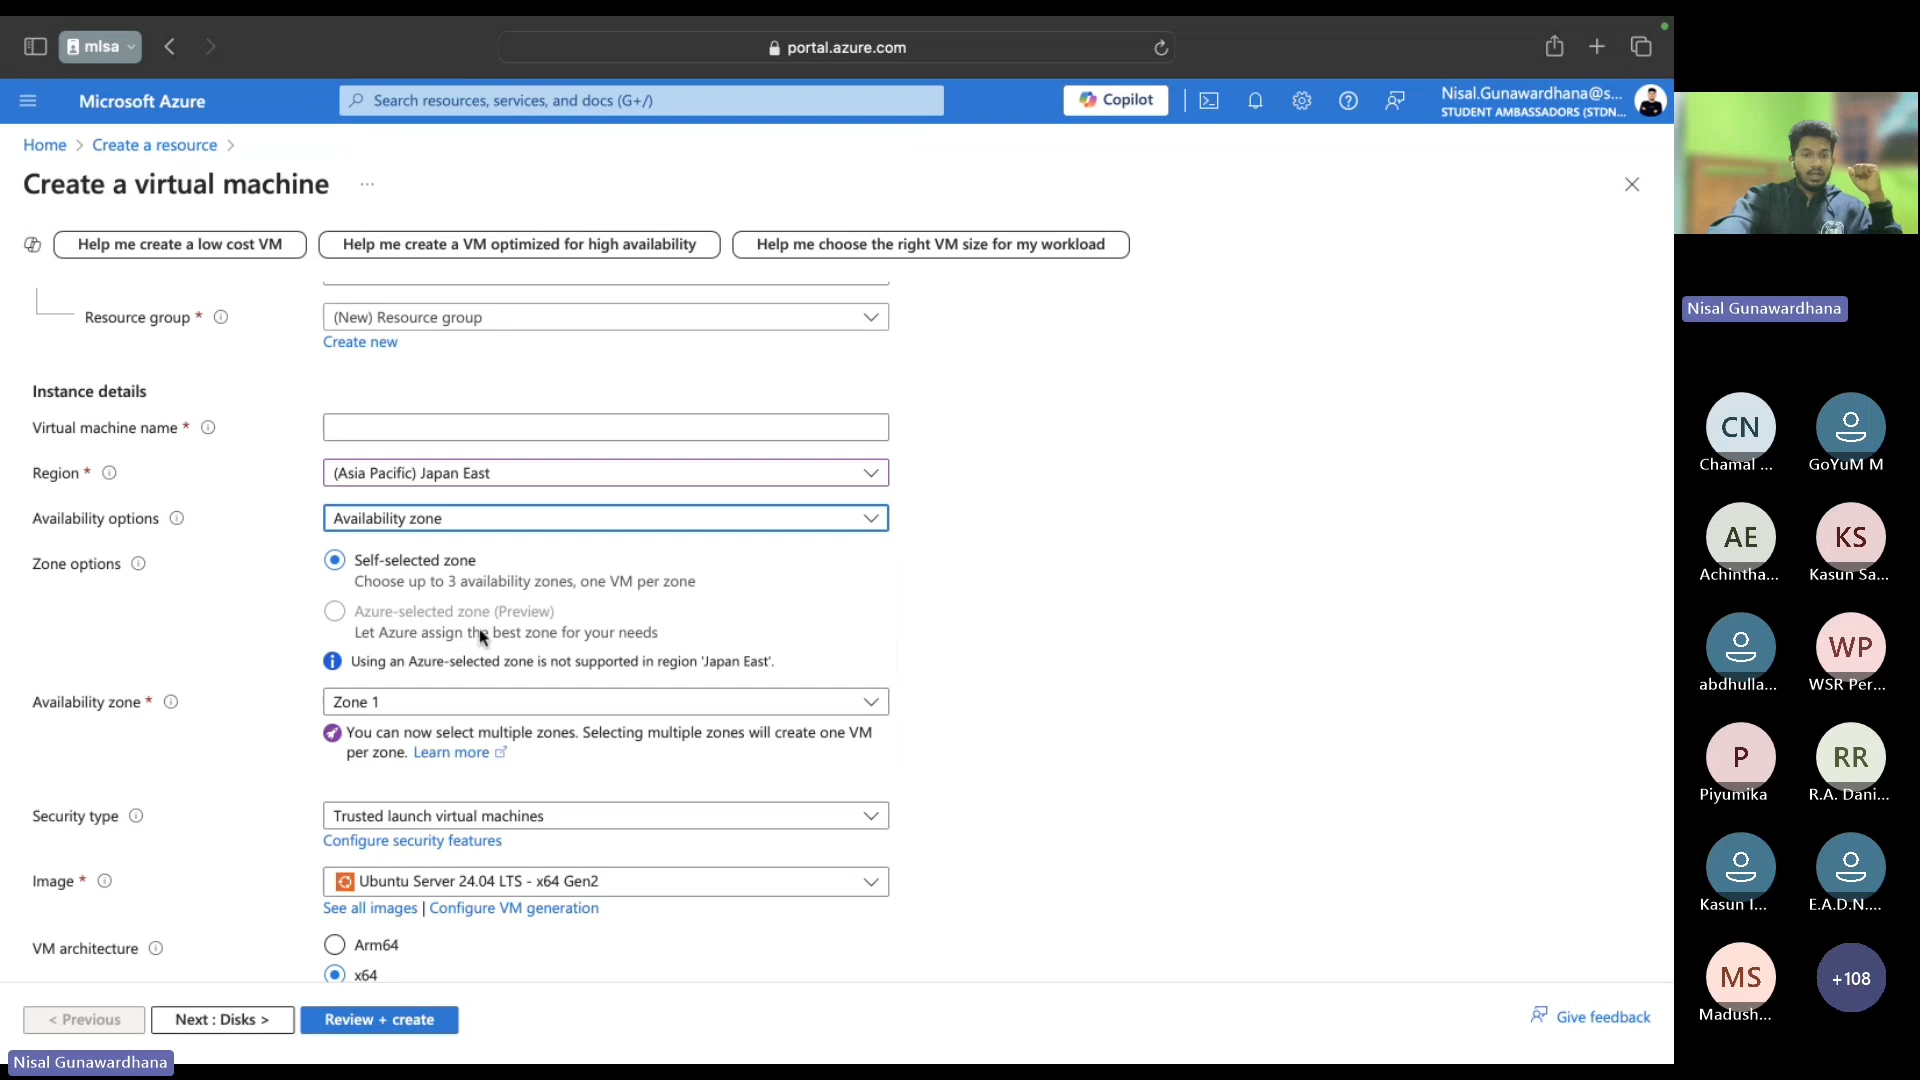 mlsa
portal.azure.com
Microsoft Azure
Search resources, services, and docs (G+/)
Copilot
Nisal.Gunawardhana@s...
STUDENT AMBASSADORS (STDN...
Home > Create a resource >
Create a virtual machine ...
Help me create a low cost VM
Help me create a VM optimized for high availability
Help me choose the right VM size for my workload
Resource group *
(New) Resource group
Create new
Instance details
Virtual machine name *
Region *
(Asia Pacific) Japan East
Availability options
Availability zone
Zone options
Self-selected zone
Choose up to 3 availability zones, one VM per zone
Azure-selected zone (Preview)
Let Azure assign the best zone for your needs
Using an Azure-selected zone is not supported in region 'Japan East'.
Availability zone *
Zone 1
You can now select multiple zones. Selecting multiple zones will create one VM
per zone. Learn more
Security type
Trusted launch virtual machines
Configure security features
Image *
Ubuntu Server 24.04 LTS - x64 Gen2
See all images | Configure VM generation
VM architecture
Arm64
x64
< Previous
Next : Disks >
Review + create
Give feedback
Nisal Gunawardhana
Nisal Gunawardhana
CN
Chamal ...
GoYuM M
AE
Achintha...
KS
Kasun Sa...
abdhulla...
WP
WSR Per...
P
Piyumika
RR
R.A. Dani...
Kasun I...
E.A.D.N....
MS
Madush...
+108